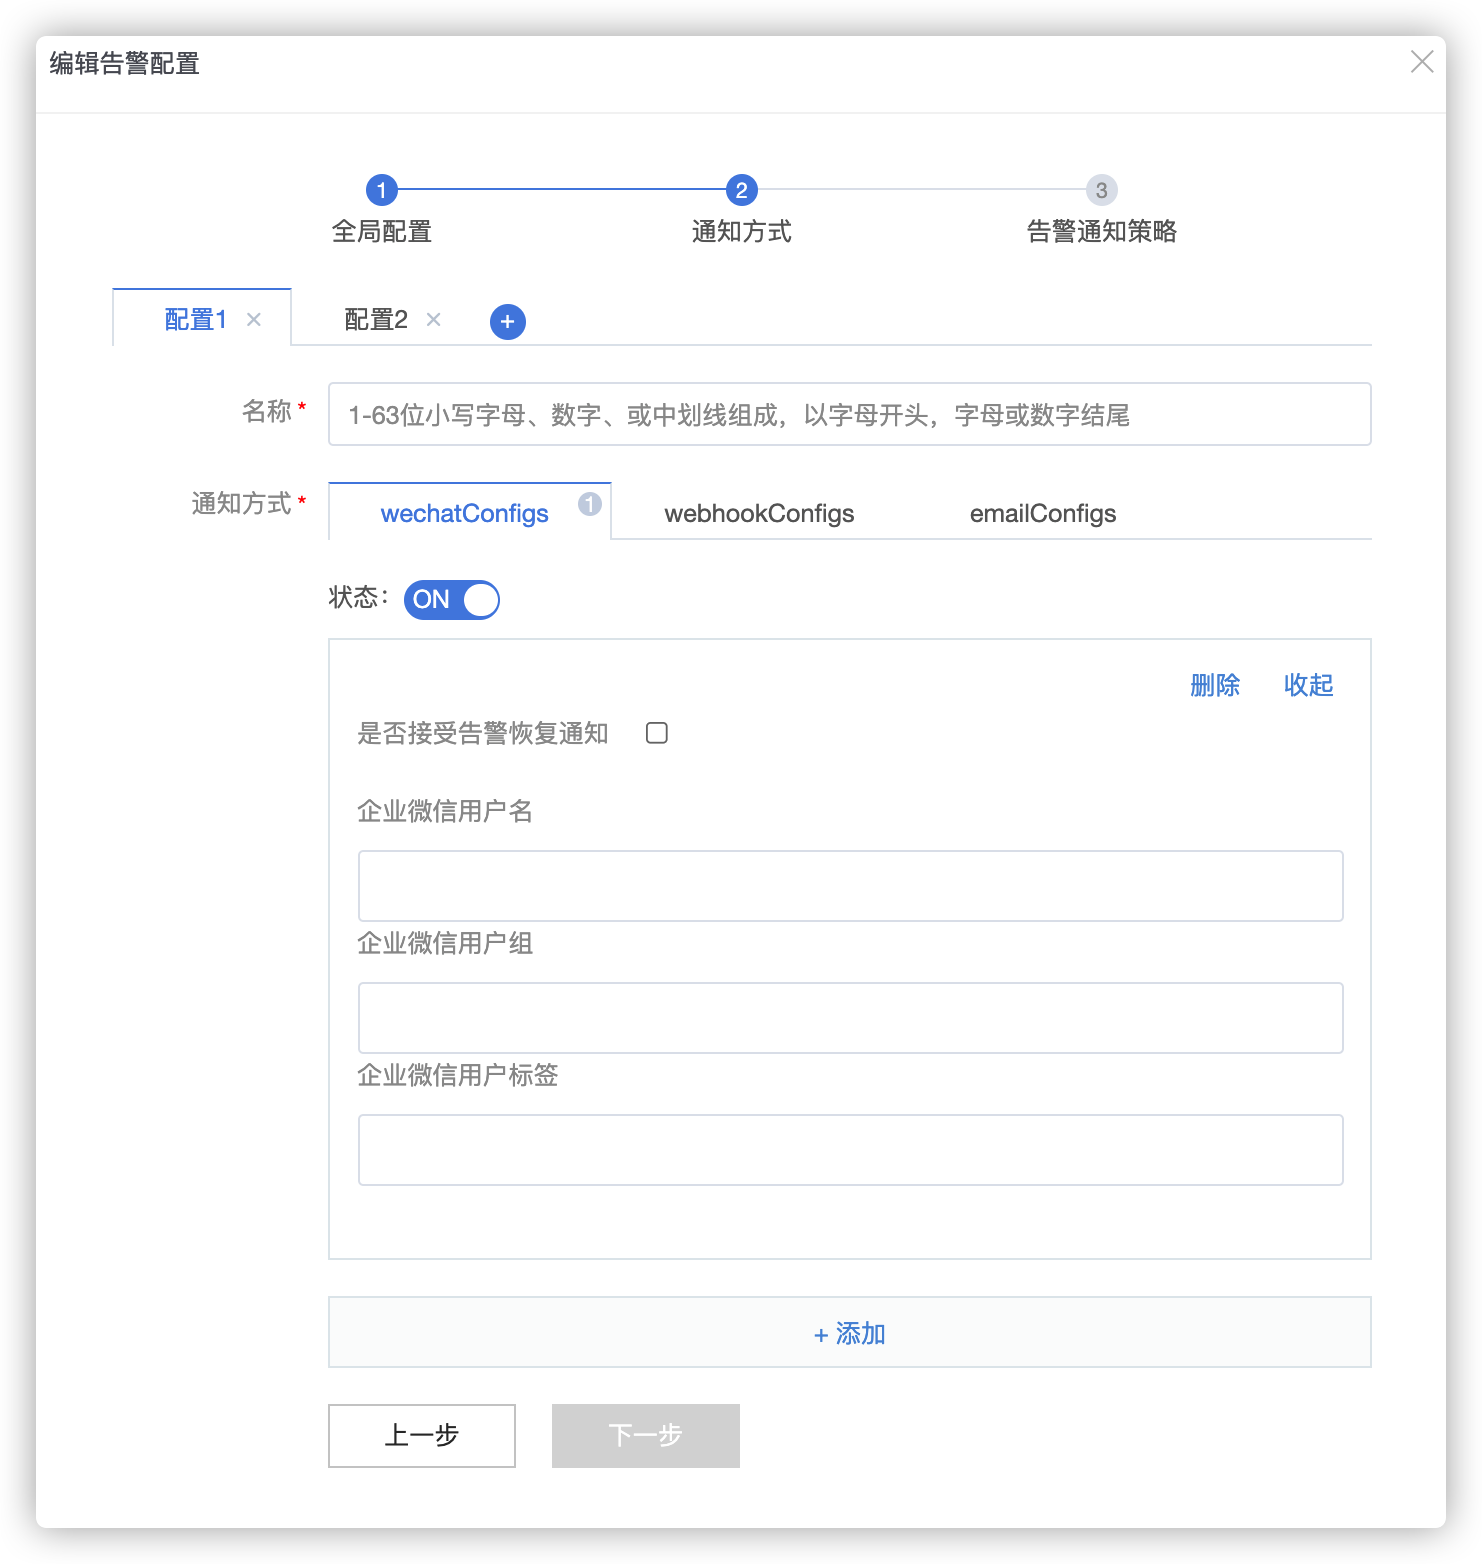 编辑告警配置
1 2 3
全局配置 通知方式 告警通知策略
配置1 × 配置2 × +
名称* 1-63位小写字母、数字、或中划线组成，以字母开头，字母或数字结尾
通知方式* wechatConfigs 1 webhookConfigs emailConfigs
状态： ON
删除 收起
是否接受告警恢复通知
企业微信用户名
企业微信用户组
企业微信用户标签
+ 添加
上一步 下一步